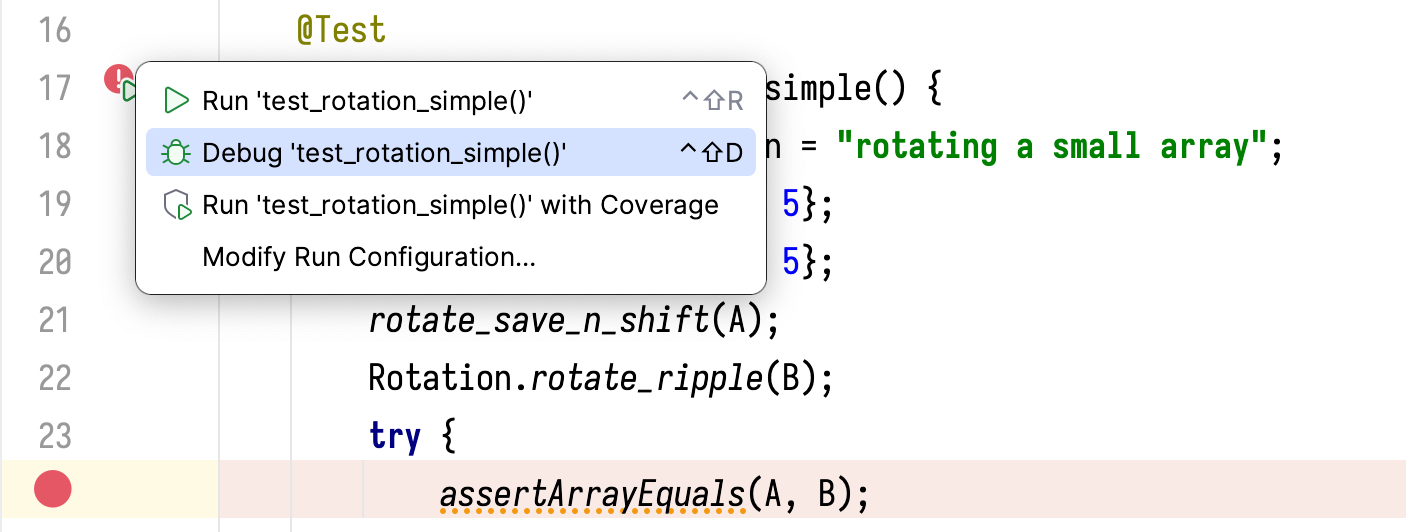 16 @Test
17 simple() {
Run 'test_rotation_simple()' ^⇧R
18 n = "rotating a small array";
Debug 'test_rotation_simple()' ^⇧D
19 5};
Run 'test_rotation_simple()' with Coverage
20 5};
Modify Run Configuration...
21 rotate_save_n_shift(A);
22 Rotation.rotate_ripple(B);
23 try {
assertArrayEquals(A, B);